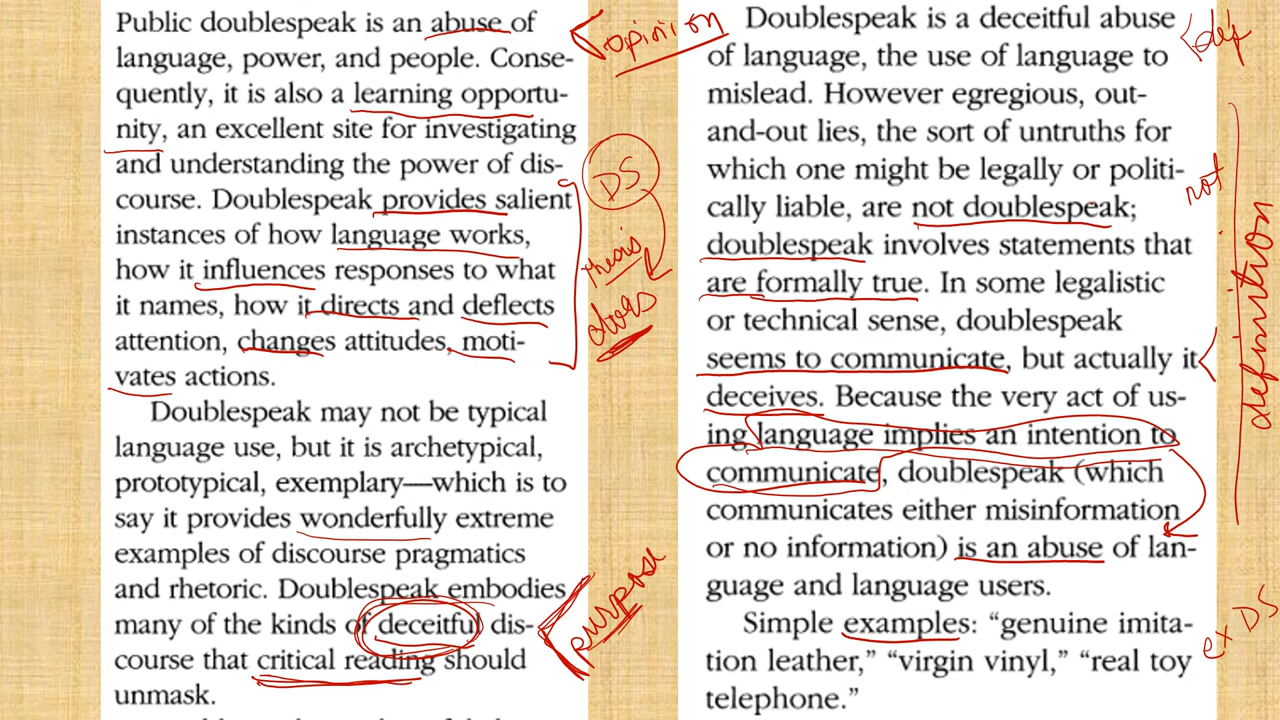 Public doublespeak is an abuse of
language, power, and people. Conse-
quently, it is also a learning opportu-
nity, an excellent site for investigating
and understanding the power of dis-
course. Doublespeak provides salient
instances of how language works,
how it influences responses to what
it names, how it directs and deflects
attention, changes attitudes, moti-
vates actions.
Doublespeak may not be typical
language use, but it is archetypical,
prototypical, exemplary—which is to
say it provides wonderfully extreme
examples of discourse pragmatics
and rhetoric. Doublespeak embodies
many of the kinds of deceitful dis-
course that critical reading should
unmask.
opinion
DS
thesis
does
purpose
Doublespeak is a deceitful abuse
of language, the use of language to
mislead. However egregious, out-
and-out lies, the sort of untruths for
which one might be legally or politi-
cally liable, are not doublespeak;
doublespeak involves statements that
are formally true. In some legalistic
or technical sense, doublespeak
seems to communicate, but actually it
deceives. Because the very act of us-
ing language implies an intention to
communicate, doublespeak (which
communicates either misinformation
or no information) is an abuse of lan-
guage and language users.
Simple examples: “genuine imita-
tion leather,” “virgin vinyl,” “real toy
telephone.”
def
not
definition
ex DS